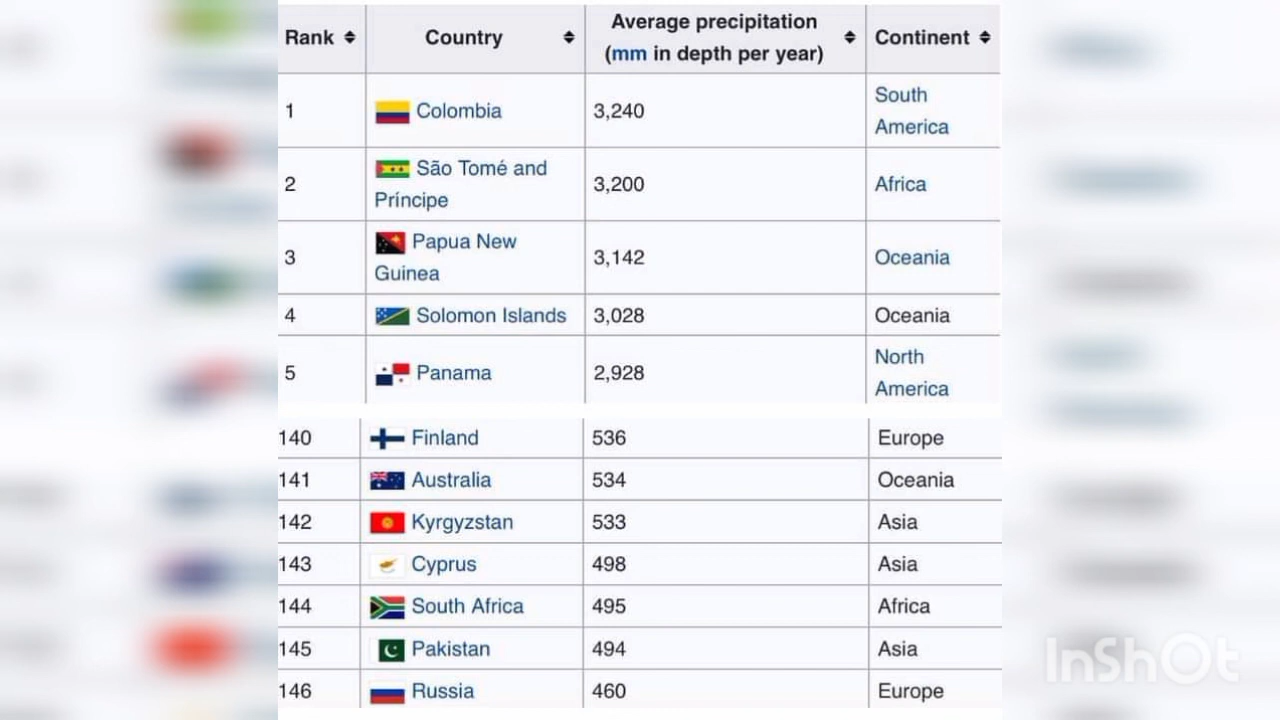 Rank Country Average precipitation (mm in depth per year) Continent
1 Colombia 3,240 South America
2 São Tomé and Príncipe 3,200 Africa
3 Papua New Guinea 3,142 Oceania
4 Solomon Islands 3,028 Oceania
5 Panama 2,928 North America
140 Finland 536 Europe
141 Australia 534 Oceania
142 Kyrgyzstan 533 Asia
143 Cyprus 498 Asia
144 South Africa 495 Africa
145 Pakistan 494 Asia
146 Russia 460 Europe
InShOt